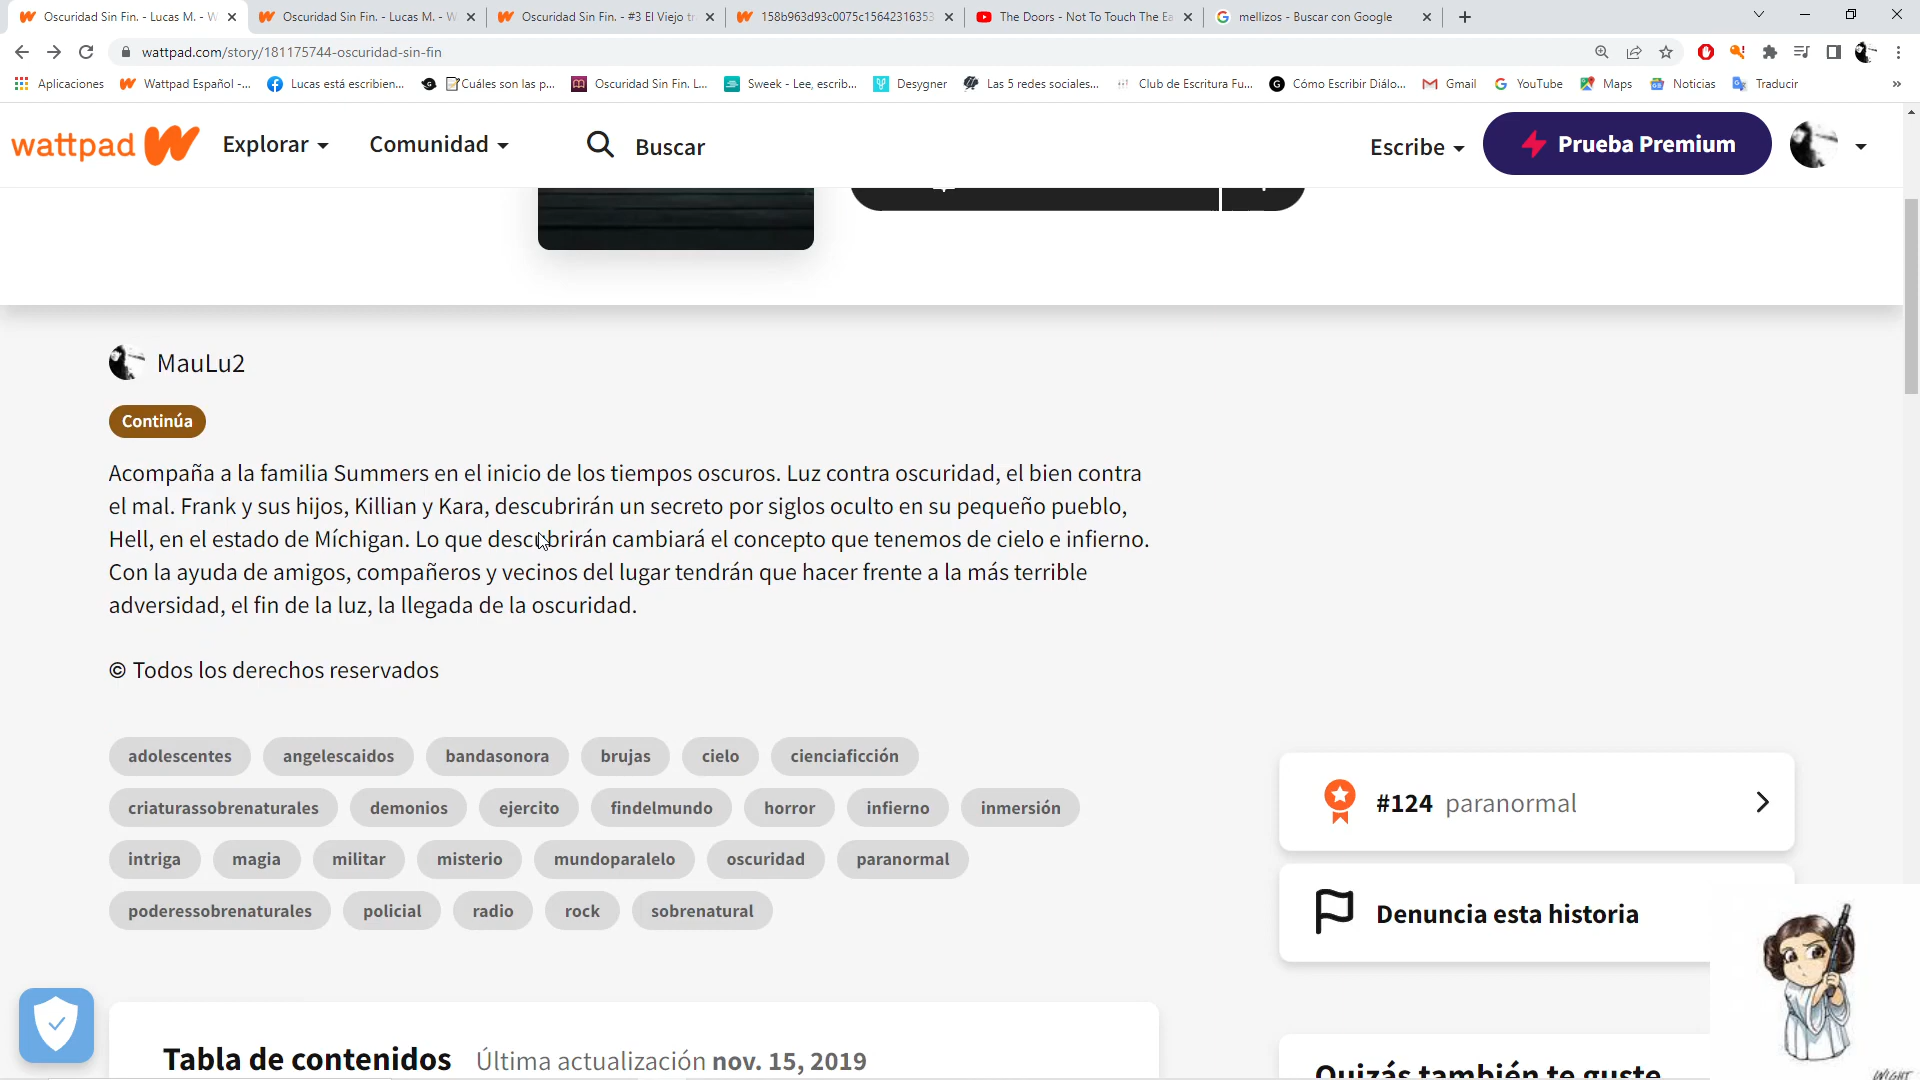 Oscuridad Sin Fin. - Lucas M. - W
Oscuridad Sin Fin. - Lucas M. - W
Oscuridad Sin Fin. - #3 El Viejo tr
158b963d93c0075c15642316353
The Doors - Not To Touch The Ea
mellizos - Buscar con Google
wattpad.com/story/181175744-oscuridad-sin-fin
Aplicaciones
Wattpad Español -...
Lucas está escribien...
Cuáles son las p...
Oscuridad Sin Fin. L...
Sweek - Lee, escrib...
Desygner
Las 5 redes sociales...
Club de Escritura Fu...
Cómo Escribir Diálo...
Gmail
YouTube
Maps
Noticias
Traducir
»
wattpad
Explorar
Comunidad
Buscar
Escribe
Prueba Premium
MauLu2
Continúa
Acompaña a la familia Summers en el inicio de los tiempos oscuros. Luz contra oscuridad, el bien contra
el mal. Frank y sus hijos, Killian y Kara, descubrirán un secreto por siglos oculto en su pequeño pueblo,
Hell, en el estado de Míchigan. Lo que descubrirán cambiará el concepto que tenemos de cielo e infierno.
Con la ayuda de amigos, compañeros y vecinos del lugar tendrán que hacer frente a la más terrible
adversidad, el fin de la luz, la llegada de la oscuridad.
© Todos los derechos reservados
adolescentes angelescaidos bandasonora brujas cielo cienciaficción
criaturassobrenaturales demonios ejercito findelmundo horror infierno inmersión
intriga magia militar misterio mundoparalelo oscuridad paranormal
poderessobrenaturales policial radio rock sobrenatural
#124 paranormal
Denuncia esta historia
Tabla de contenidos Última actualización nov. 15, 2019
Quizás también te guste
WIGHT